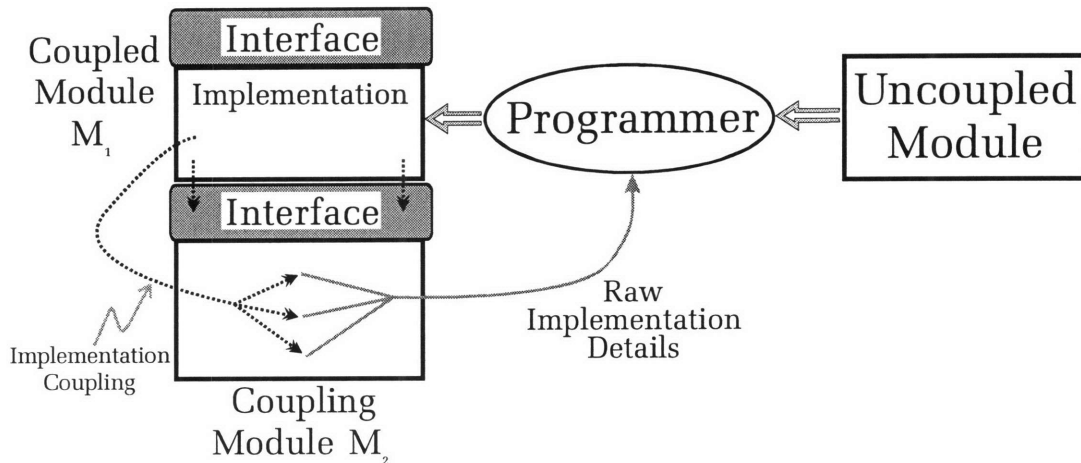 Interface
Coupled
Module
M₁
Implementation
Programmer
Uncoupled
Module
Interface
Raw
Implementation
Details
Implementation
Coupling
Coupling
Module M₂